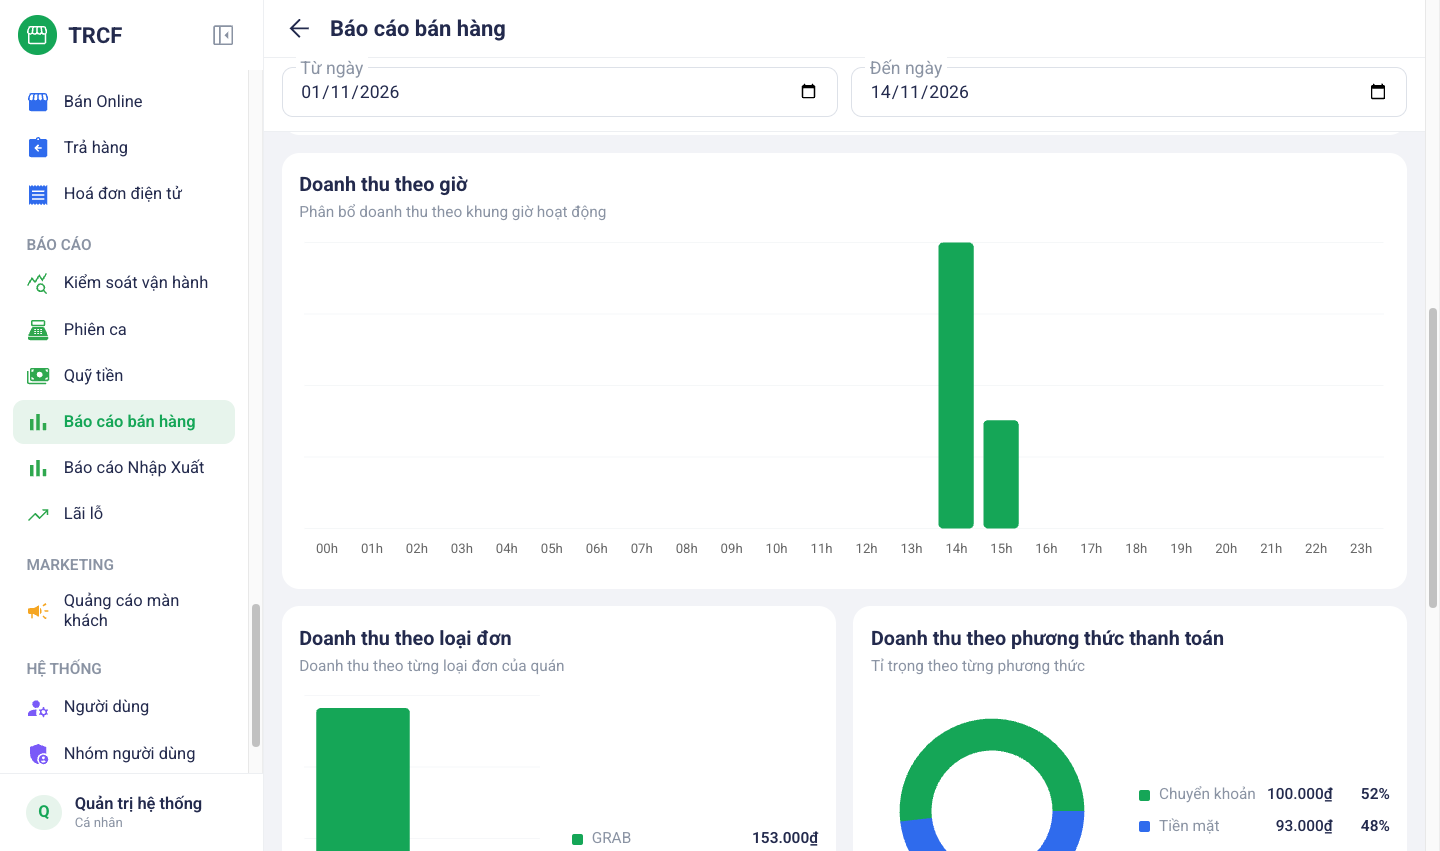 TRCF
Bán Online
Trả hàng
Hoá đơn điện tử
BÁO CÁO
Kiểm soát vận hành
Phiên ca
Quỹ tiền
Báo cáo bán hàng
Báo cáo Nhập Xuất
Lãi lỗ
MARKETING
Quảng cáo màn
khách
HỆ THỐNG
Người dùng
Nhóm người dùng
Q
Quản trị hệ thống
Cá nhân
Báo cáo bán hàng
Từ ngày
01/11/2026
Đến ngày
14/11/2026
Doanh thu theo giờ
Phân bổ doanh thu theo khung giờ hoạt động
00h 01h 02h 03h 04h 05h 06h 07h 08h 09h 10h 11h 12h 13h 14h 15h 16h 17h 18h 19h 20h 21h 22h 23h
Doanh thu theo loại đơn
Doanh thu theo từng loại đơn của quán
GRAB 153.000₫
Doanh thu theo phương thức thanh toán
Tỉ trọng theo từng phương thức
Chuyển khoản 100.000₫ 52%
Tiền mặt 93.000₫ 48%